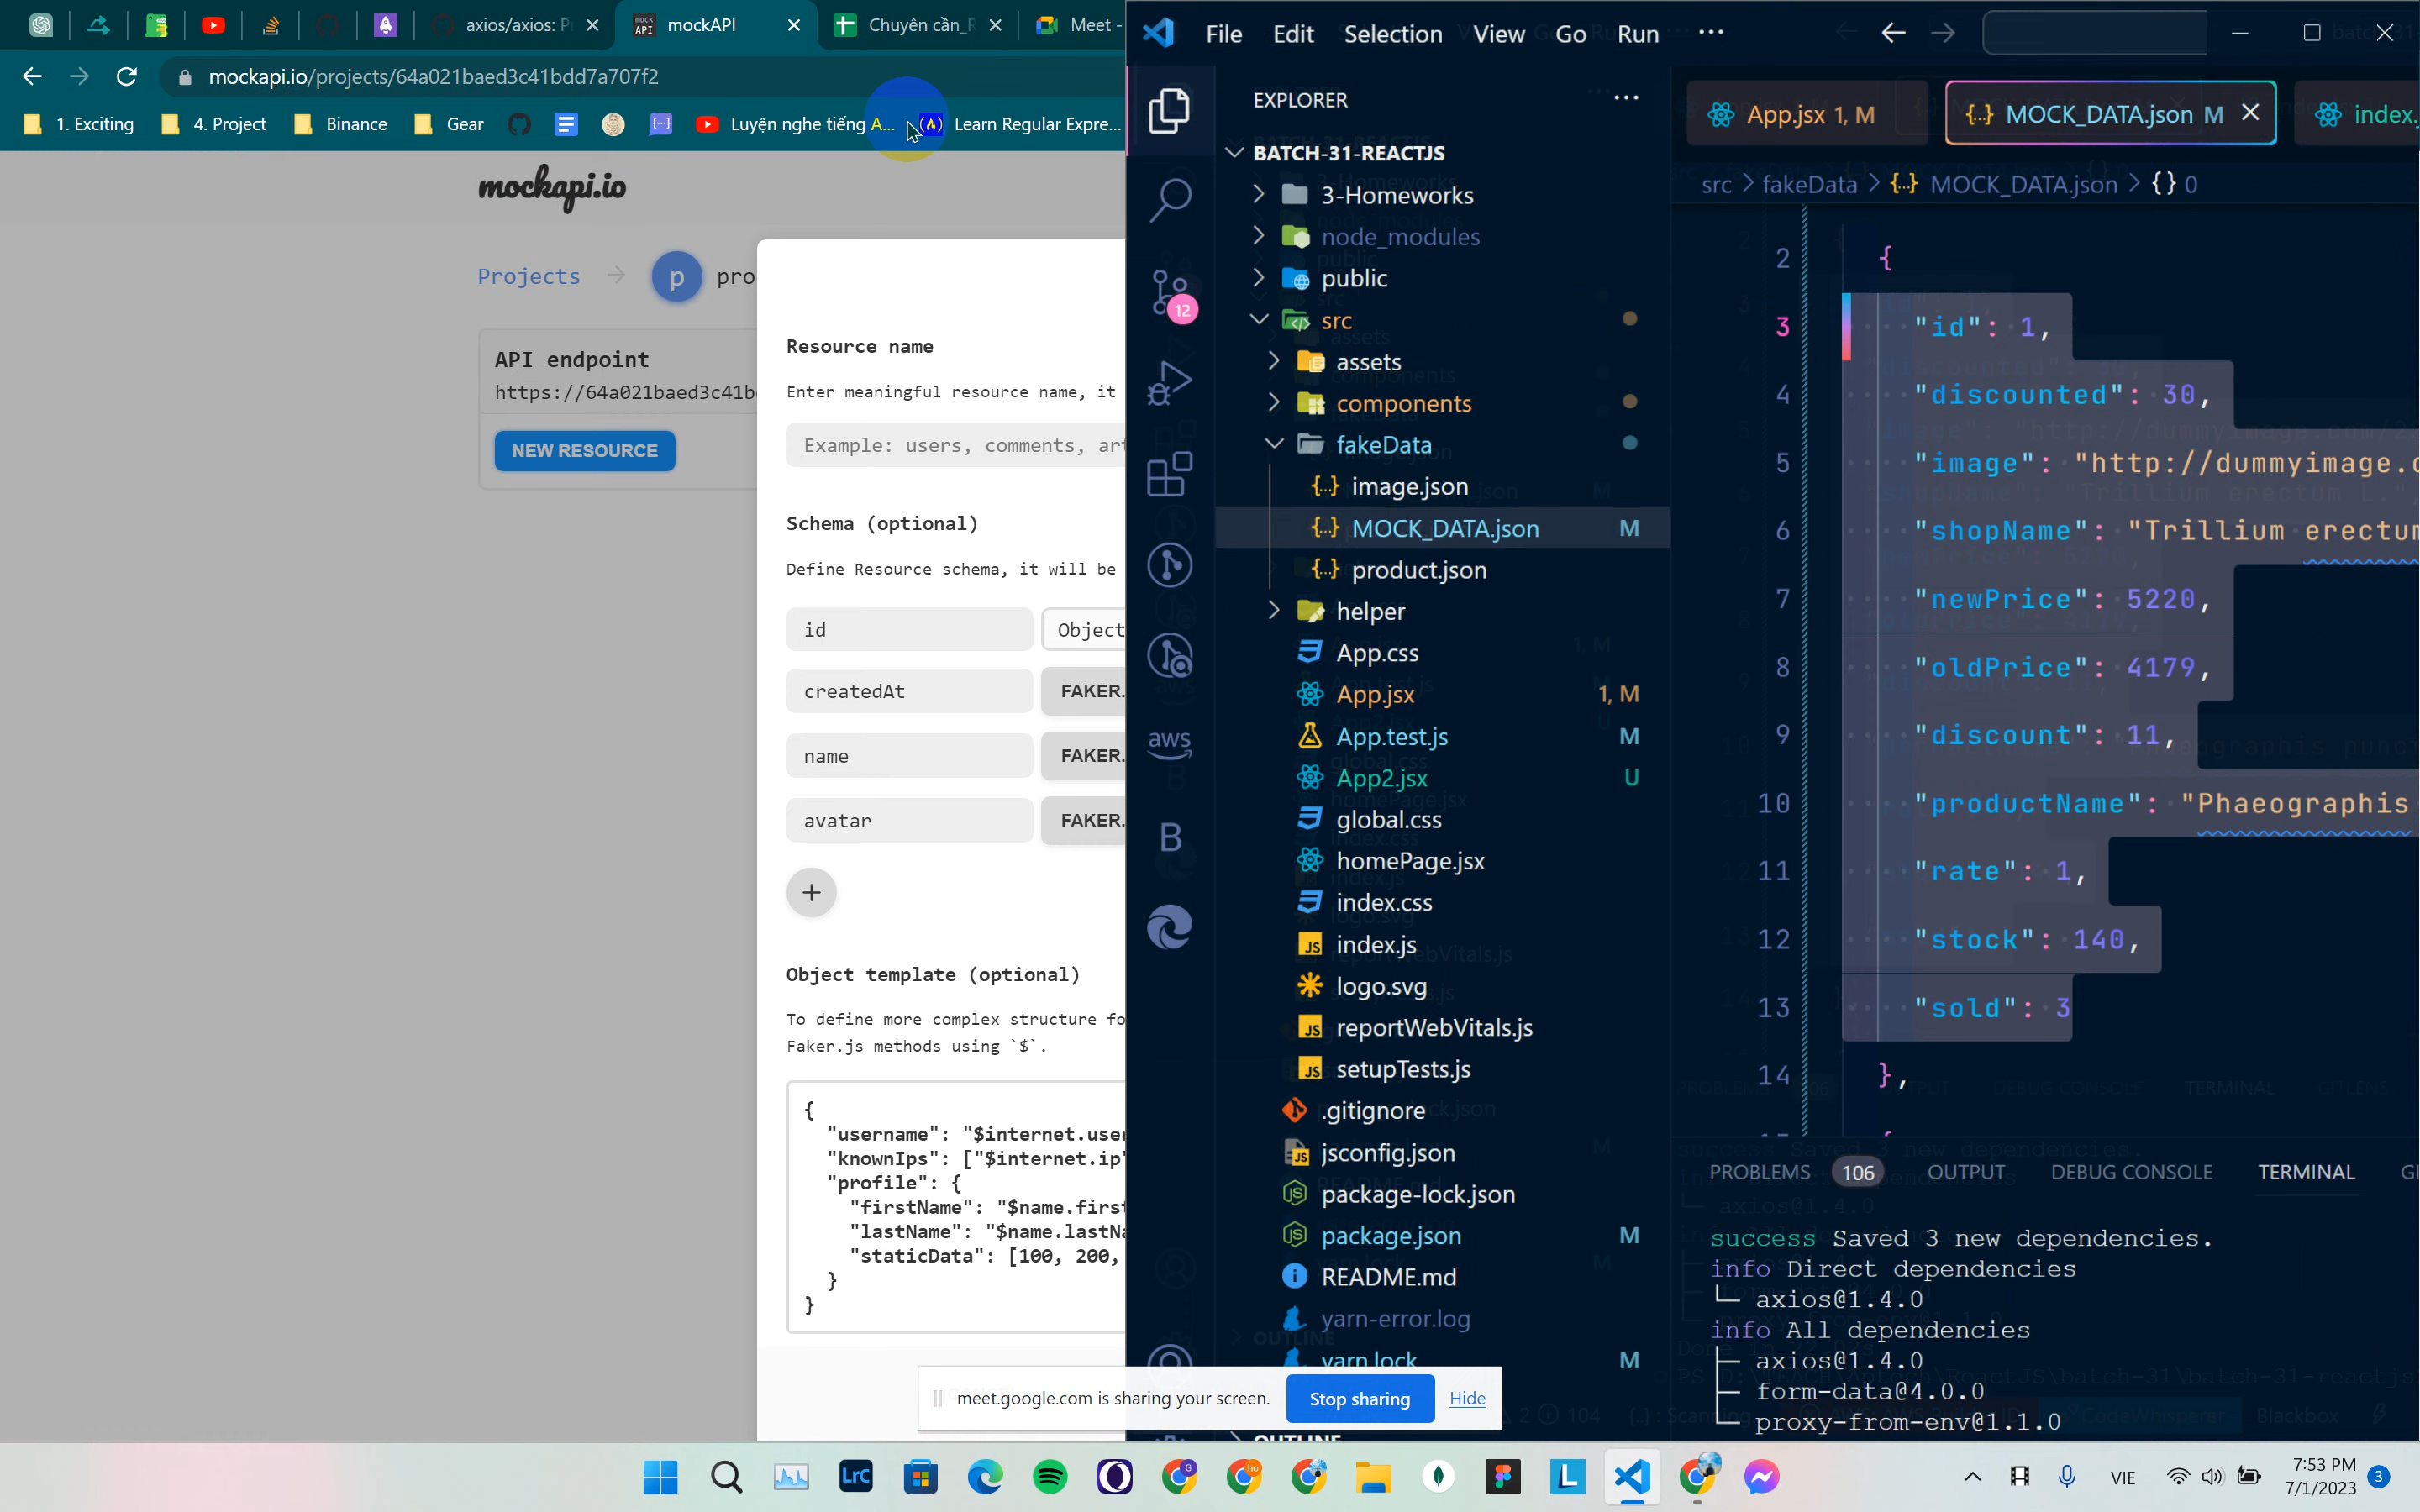 axios/axios: P
mock API
mockAPI
Chuyên cần_R
Meet -
mockapi.io/projects/64a021baed3c41bdd7a707f2
1. Exciting
4. Project
Binance
Gear
Luyện nghe tiếng A...
Learn Regular Expre...
mockapi.io
Projects
p
pro
API endpoint
https://64a021baed3c41b
NEW RESOURCE
Resource name
Enter meaningful resource name, it
Example: users, comments, art
Schema (optional)
Define Resource schema, it will be
id
Object
createdAt
FAKER.
name
FAKER.
avatar
FAKER.
+
Object template (optional)
To define more complex structure fo
Faker.js methods using `$`.
{
"username": "$internet.user
"knownIps": ["$internet.ip"
"profile": {
"firstName": "$name.first
"lastName": "$name.lastNa
"staticData": [100, 200,
}
}
File Edit Selection View Go Run ...
EXPLORER
BATCH-31-REACTJS
3-Homeworks
node_modules
public
src
assets
components
fakeData
image.json
MOCK_DATA.json M
product.json
helper
App.css
App.jsx 1, M
App.test.js M
App2.jsx U
global.css
homePage.jsx
index.css
index.js
logo.svg
reportWebVitals.js
setupTests.js
.gitignore
jsconfig.json
package-lock.json
package.json M
README.md
yarn-error.log
yarn.lock M
OUTLINE
12
aws
B
App.jsx 1, M
{..} MOCK_DATA.json M
index.
src > fakeData > {..} MOCK_DATA.json > {} 0
2 {
3 "id": 1,
4 "discounted": 30,
5 "image": "http://dummyimage.c
6 "shopName": "Trillium erectum
7 "newPrice": 5220,
8 "oldPrice": 4179,
9 "discount": 11,
10 "productName": "Phaeographis
11 "rate": 1,
12 "stock": 140,
13 "sold": 3
14 },
PROBLEMS 106 OUTPUT DEBUG CONSOLE TERMINAL GI
success Saved 3 new dependencies.
info Direct dependencies
└─ axios@1.4.0
info All dependencies
├─ axios@1.4.0
├─ form-data@4.0.0
└─ proxy-from-env@1.1.0
meet.google.com is sharing your screen.
Stop sharing
Hide
LrC
L
VIE
7:53 PM
7/1/2023
3